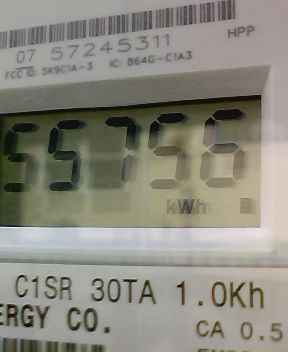 07 57245311
HPP
FCC ID: SK9C1A-3 IC: 864G-C1A3
55756
kWh
C1SR 30TA 1.0Kh
ERGY CO.
CA 0.5